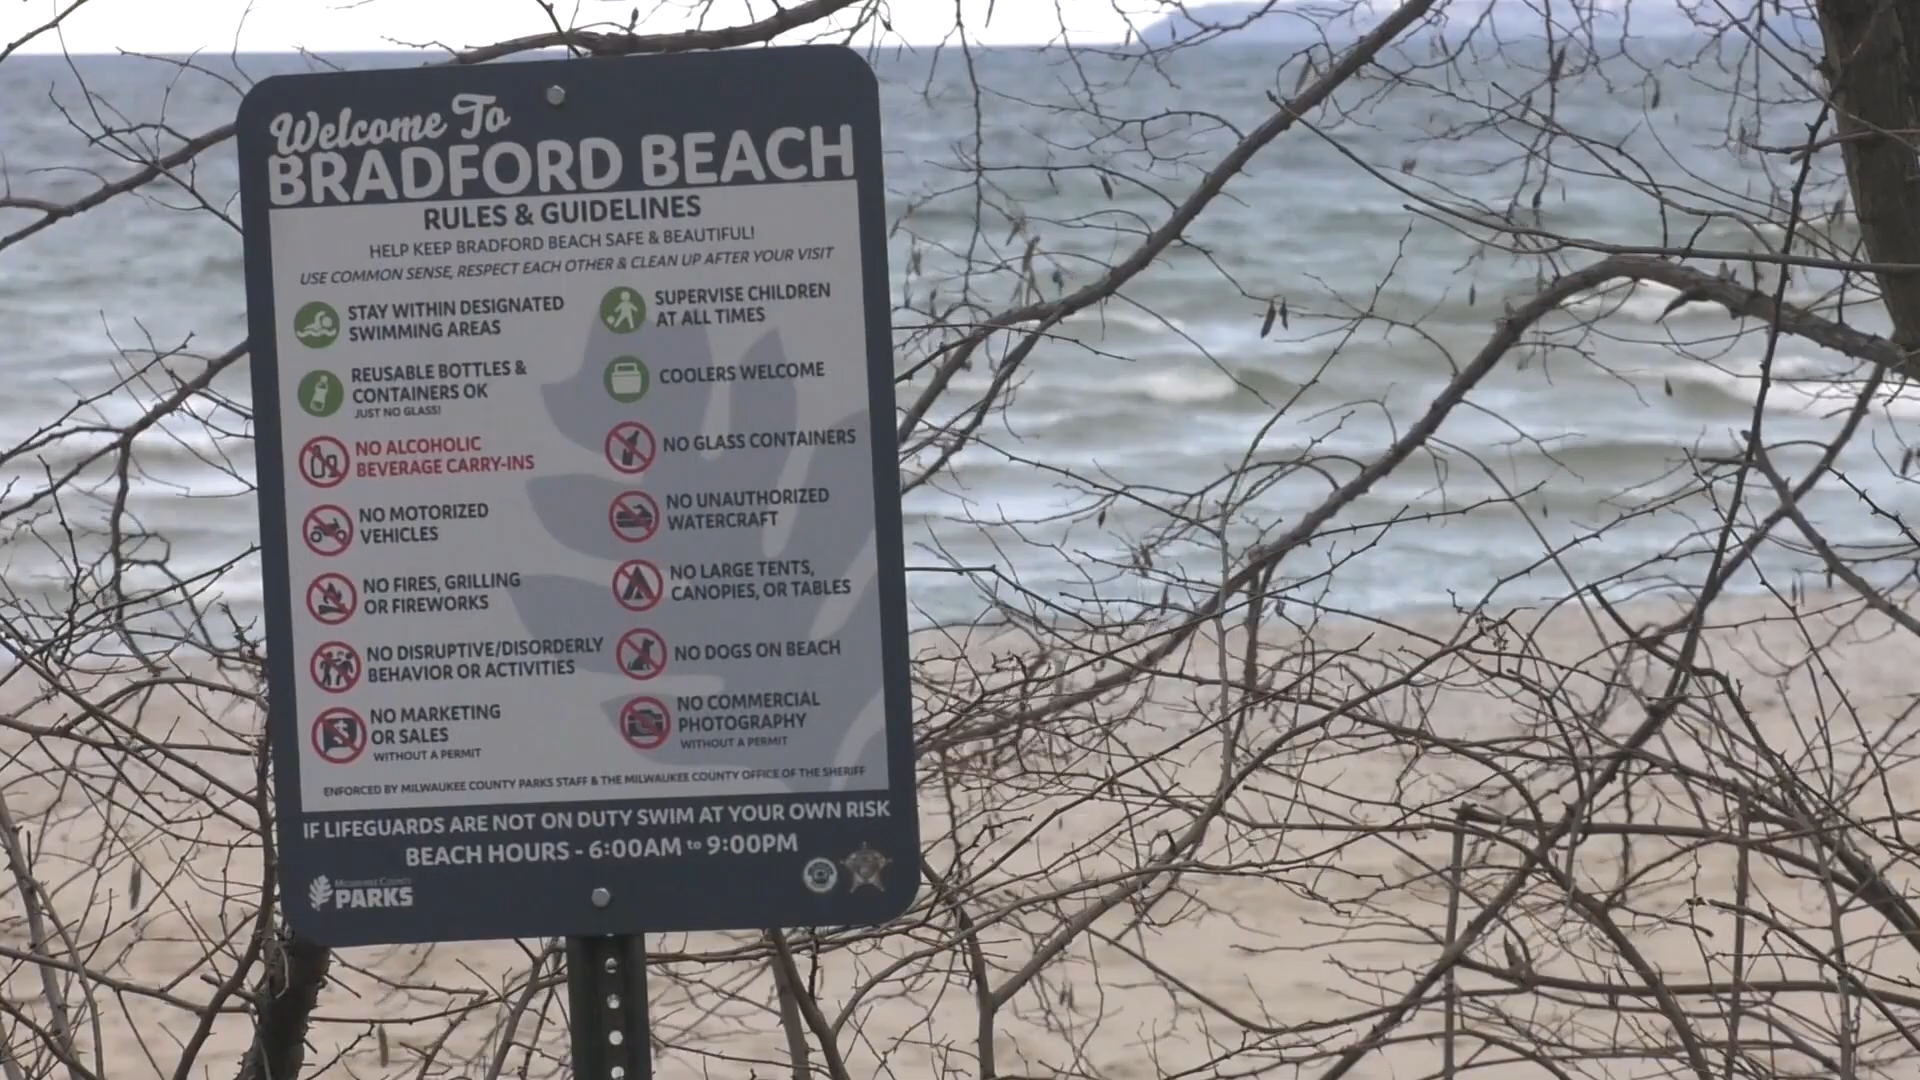 Welcome To
BRADFORD BEACH
RULES & GUIDELINES
HELP KEEP BRADFORD BEACH SAFE & BEAUTIFUL!
USE COMMON SENSE, RESPECT EACH OTHER & CLEAN UP AFTER YOUR VISIT
STAY WITHIN DESIGNATED
SWIMMING AREAS
SUPERVISE CHILDREN
AT ALL TIMES
REUSABLE BOTTLES &
CONTAINERS OK
JUST NO GLASS!
COOLERS WELCOME
NO ALCOHOLIC
BEVERAGE CARRY-INS
NO GLASS CONTAINERS
NO MOTORIZED
VEHICLES
NO UNAUTHORIZED
WATERCRAFT
NO FIRES, GRILLING
OR FIREWORKS
NO LARGE TENTS,
CANOPIES, OR TABLES
NO DISRUPTIVE/DISORDERLY
BEHAVIOR OR ACTIVITIES
NO DOGS ON BEACH
NO MARKETING
OR SALES
WITHOUT A PERMIT
NO COMMERCIAL
PHOTOGRAPHY
WITHOUT A PERMIT
ENFORCED BY MILWAUKEE COUNTY PARKS STAFF & THE MILWAUKEE COUNTY OFFICE OF THE SHERIFF
IF LIFEGUARDS ARE NOT ON DUTY SWIM AT YOUR OWN RISK
BEACH HOURS - 6:00AM to 9:00PM
MILWAUKEE COUNTY
PARKS